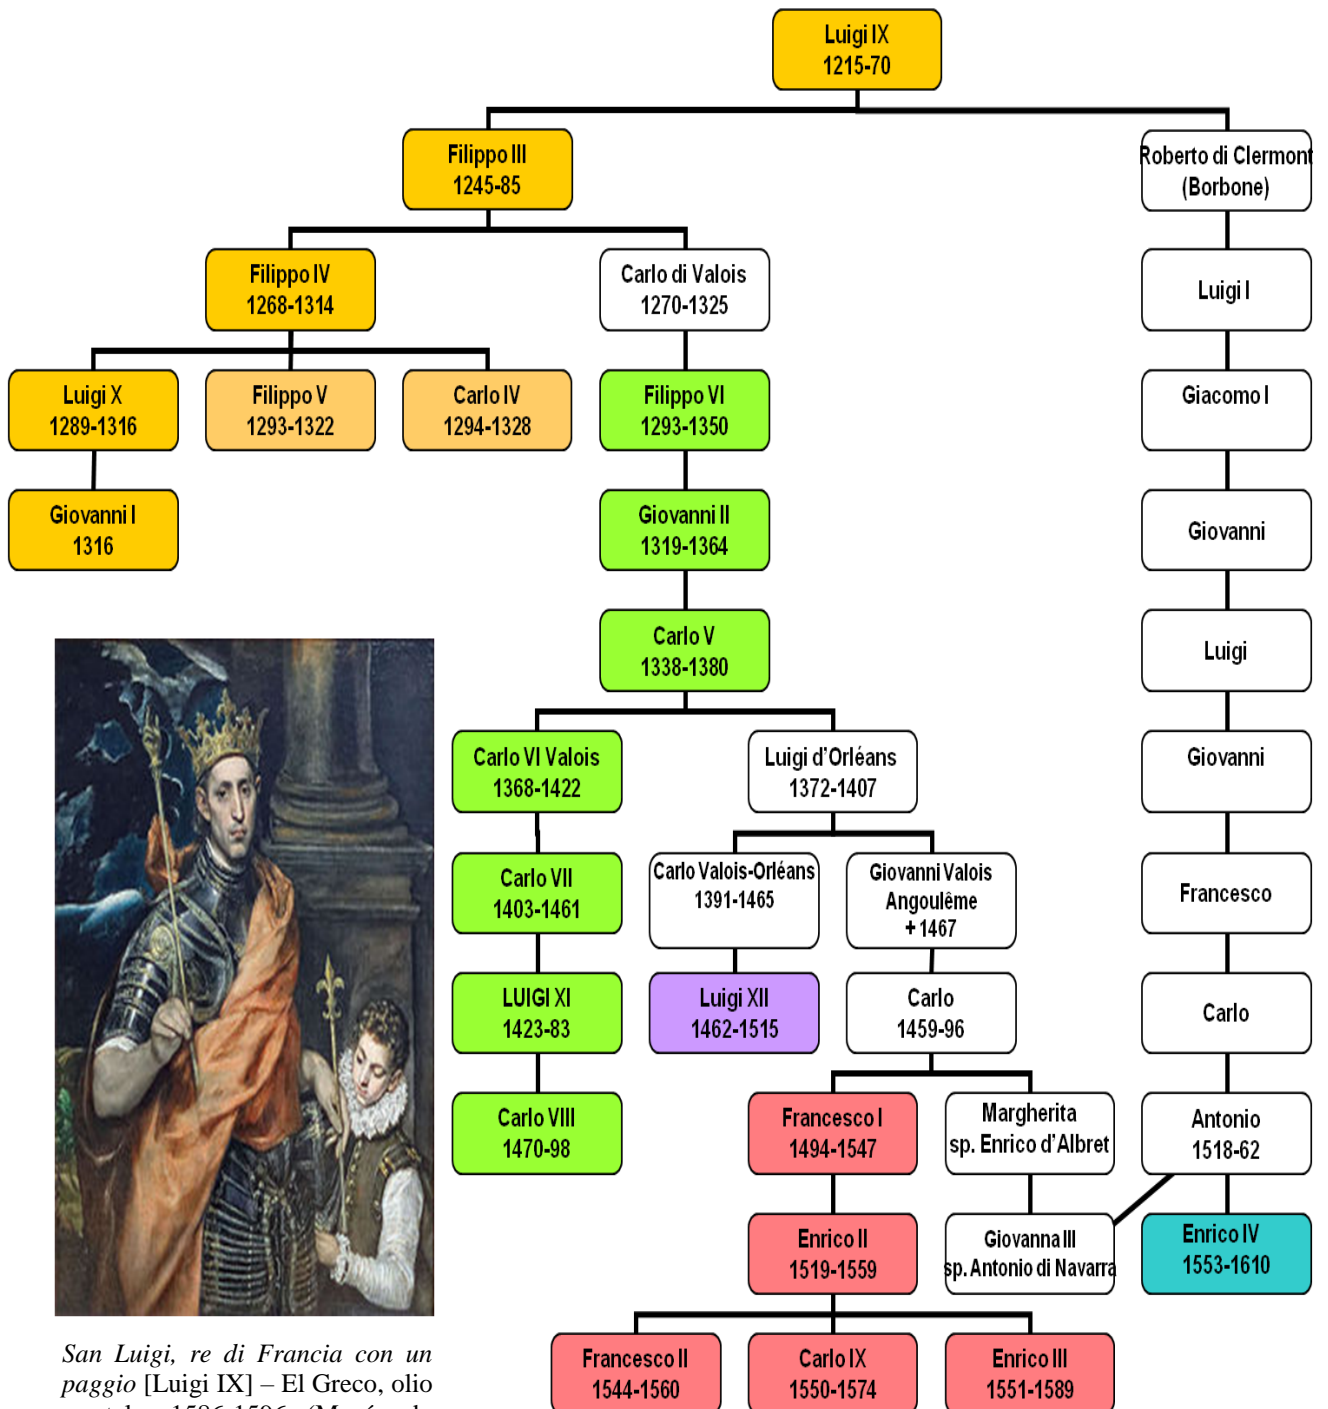 Luigi IX
1215-70
Filippo III
1245-85
Roberto di Clermont
(Borbone)
Filippo IV
1268-1314
Carlo di Valois
1270-1325
Luigi I
Luigi X
1289-1316
Filippo V
1293-1322
Carlo IV
1294-1328
Filippo VI
1293-1350
Giacomo I
Giovanni I
1316
Giovanni II
1319-1364
Giovanni
Carlo V
1338-1380
Luigi
Carlo VI Valois
1368-1422
Luigi d'Orléans
1372-1407
Giovanni
Carlo VII
1403-1461
Carlo Valois-Orléans
1391-1465
Giovanni Valois
Angoulême
+ 1467
Francesco
LUIGI XI
1423-83
Luigi XII
1462-1515
Carlo
1459-96
Carlo
Carlo VIII
1470-98
Francesco I
1494-1547
Margherita
sp. Enrico d'Albret
Antonio
1518-62
Enrico II
1519-1559
Giovanna III
sp. Antonio di Navarra
Enrico IV
1553-1610
Francesco II
1544-1560
Carlo IX
1550-1574
Enrico III
1551-1589
San Luigi, re di Francia con un
paggio [Luigi IX] – El Greco, olio